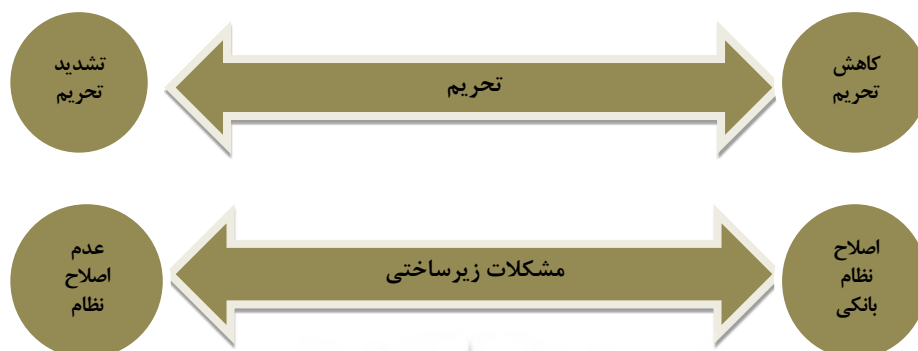 کاهش
تحریم
تحریم
تشدید
تحریم
اصلاح
نظام
بانکی
مشکلات زیرساختی
عدم
اصلاح
نظام